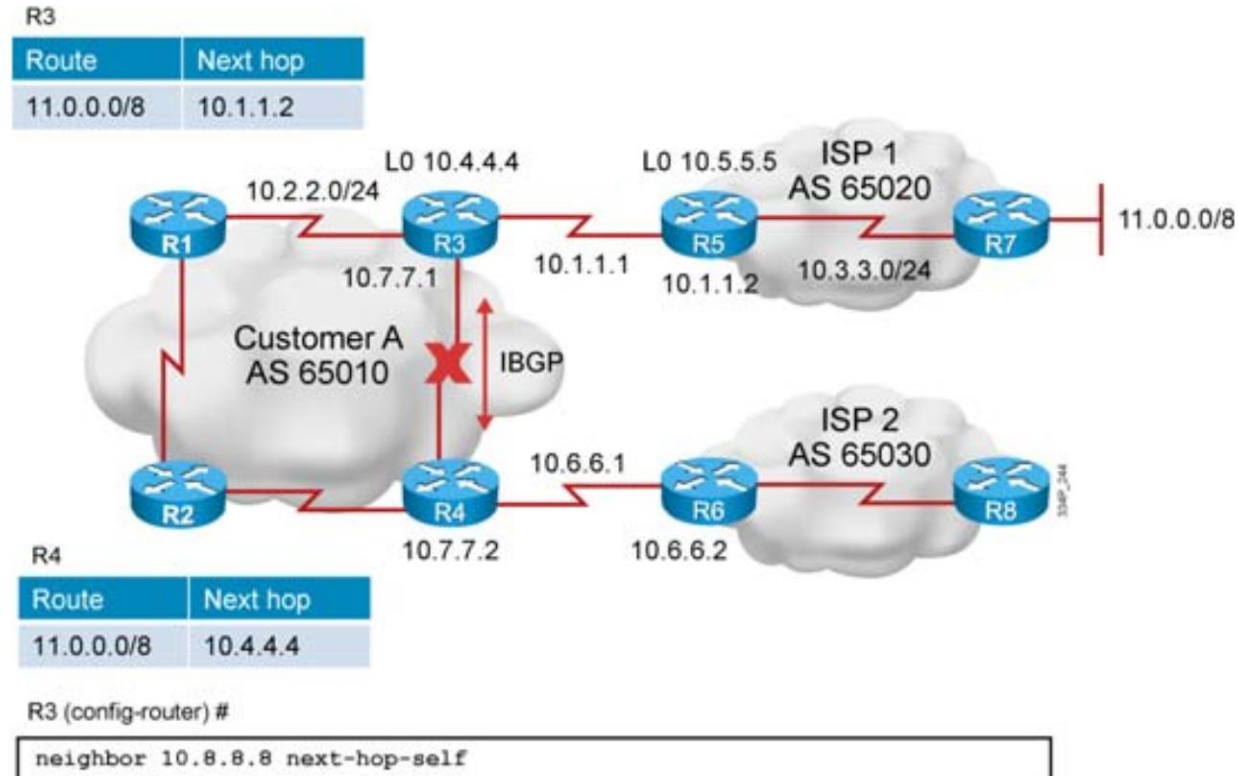 R3
Route Next hop
11.0.0.0/8 10.1.1.2
L0 10.4.4.4
L0 10.5.5.5
ISP 1
AS 65020
10.2.2.0/24
R1
R3
R5
R7
11.0.0.0/8
10.7.7.1
10.1.1.1
10.1.1.2
10.3.3.0/24
Customer A
AS 65010
X
IBGP
ISP 2
AS 65030
10.6.6.1
R2
R4
R6
R8
334P_244
10.7.7.2
10.6.6.2
R4
Route Next hop
11.0.0.0/8 10.4.4.4
R3 (config-router) #
neighbor 10.8.8.8 next-hop-self